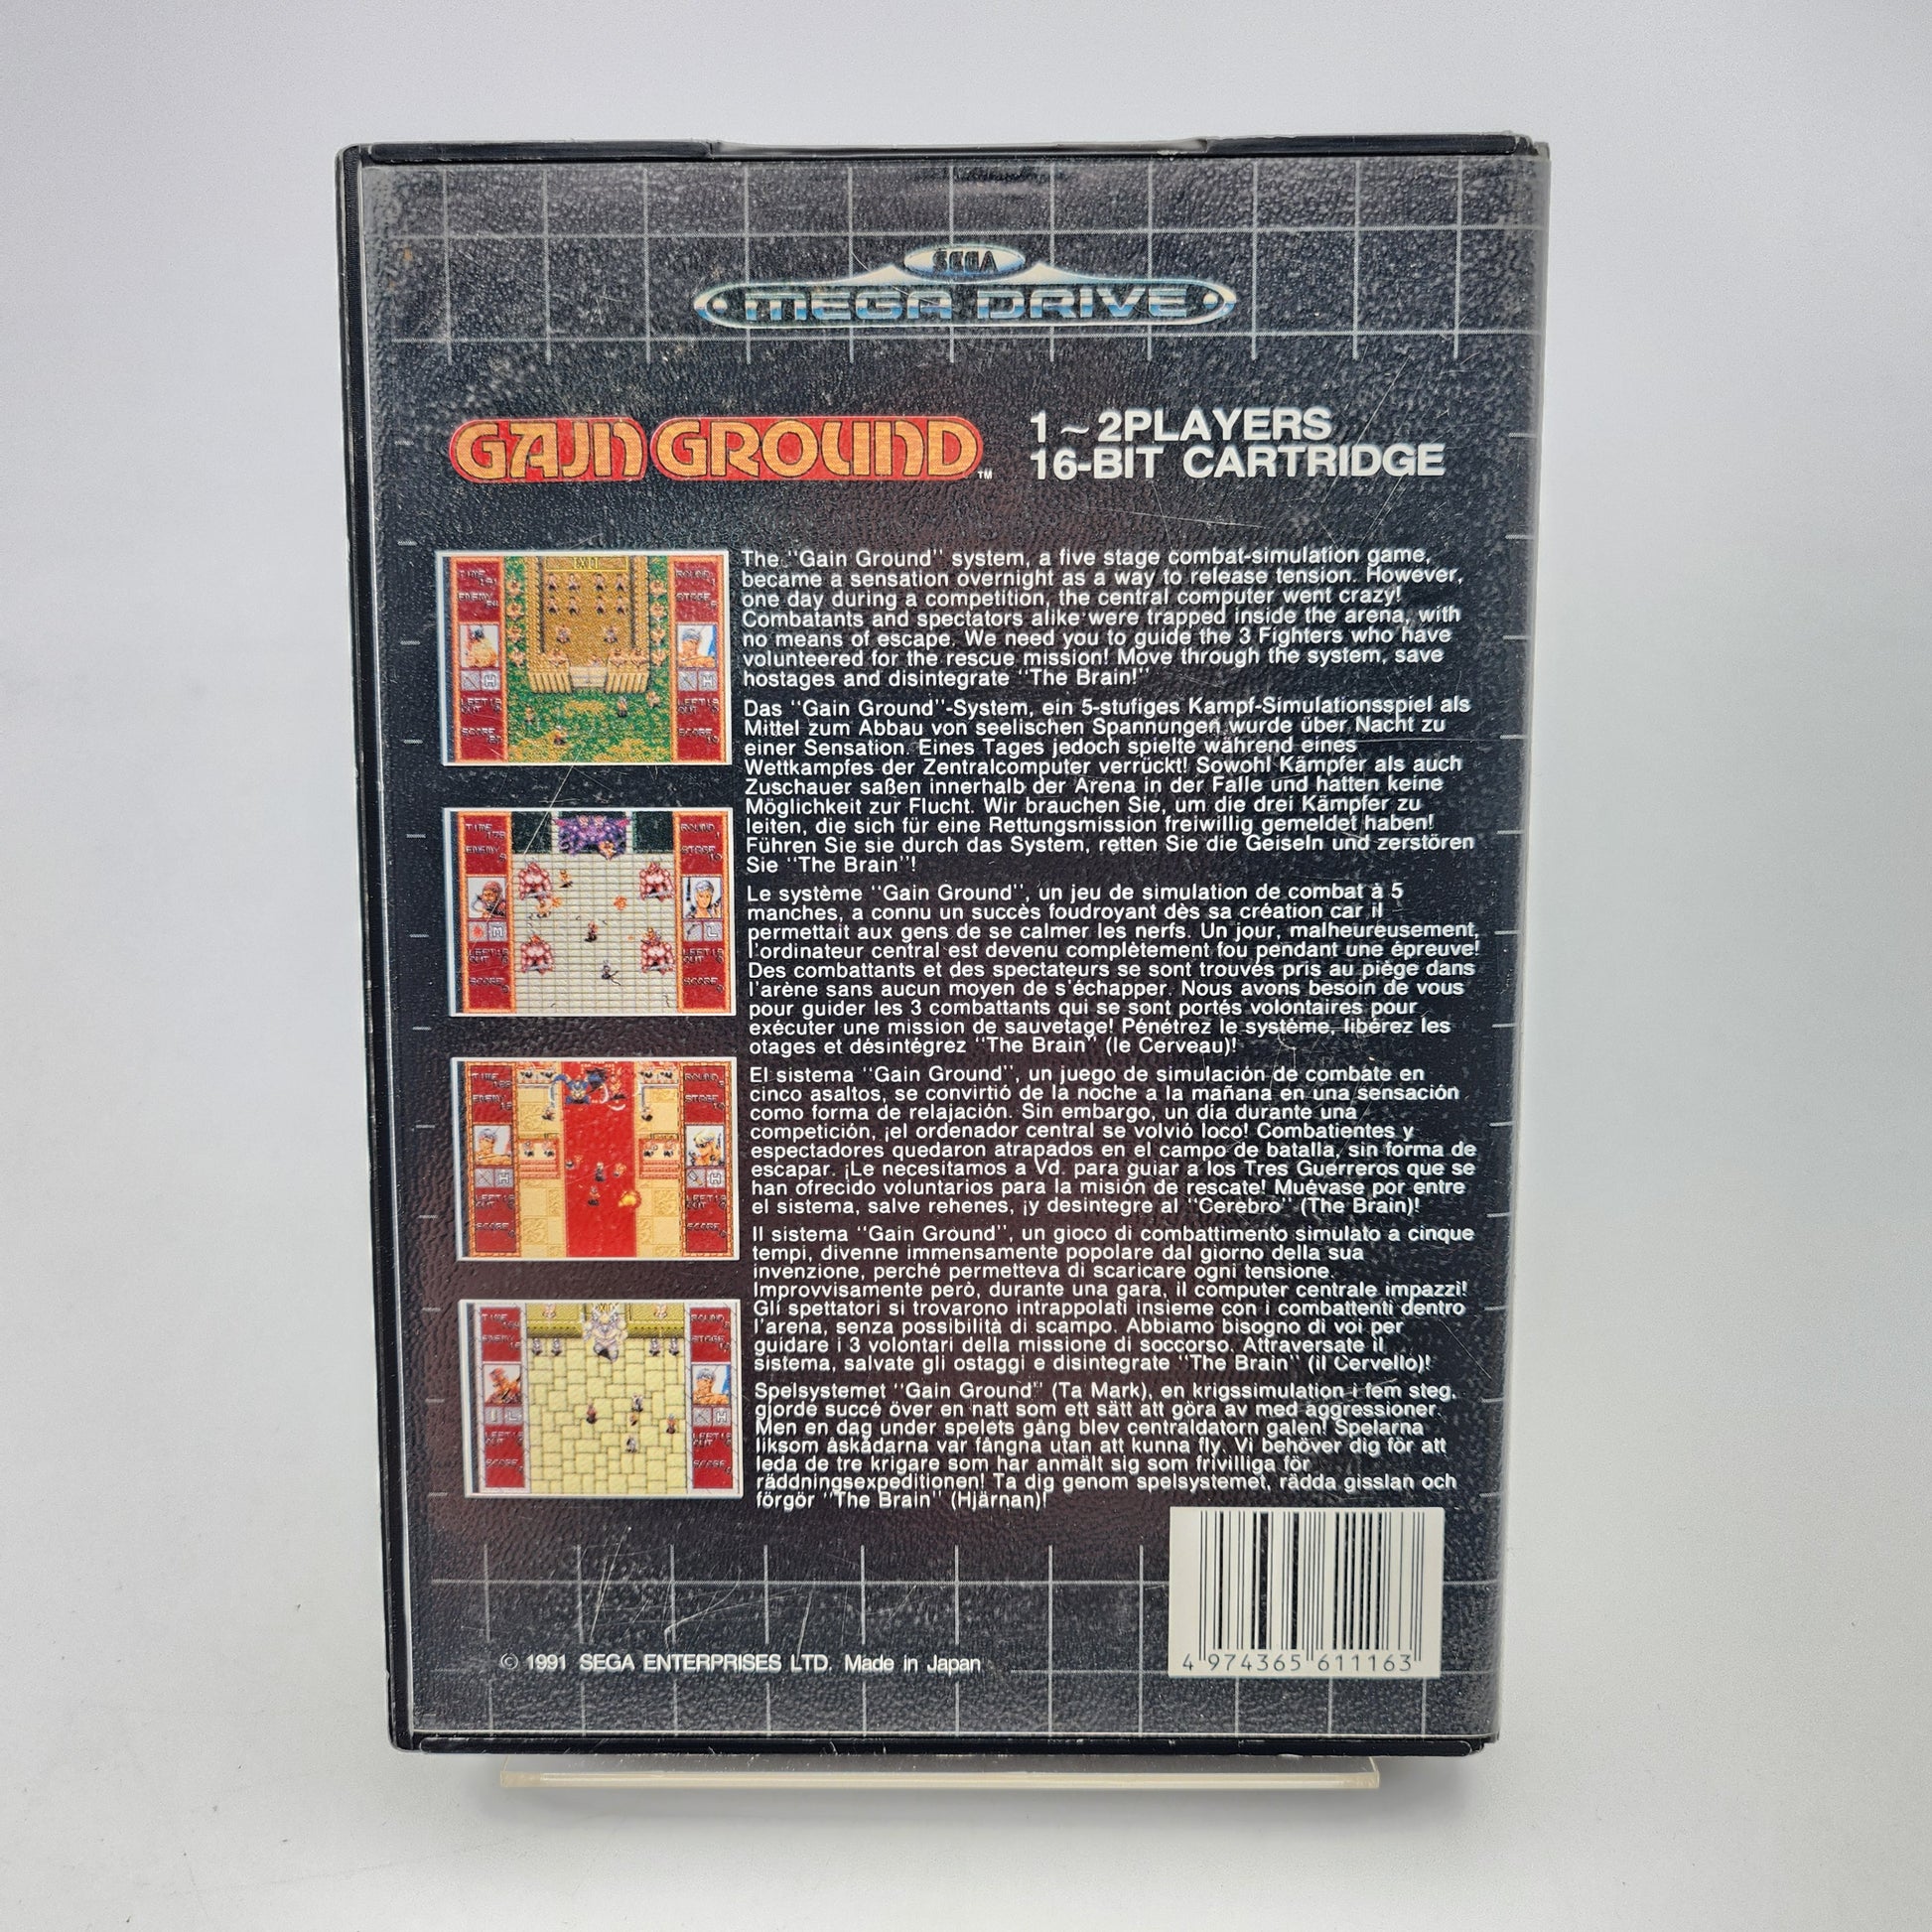 SEGA
MEGA DRIVE
GAIN GROUND™
1~2PLAYERS
16-BIT CARTRIDGE
The "Gain Ground" system, a five stage combat-simulation game,
became a sensation overnight as a way to release tension. However,
one day during a competition, the central computer went crazy!
Combatants and spectators alike were trapped inside the arena, with
no means of escape. We need you to guide the 3 Fighters who have
volunteered for the rescue mission! Move through the system, save
hostages and disintegrate "The Brain!"
Das "Gain Ground"-System, ein 5-stufiges Kampf-Simulationsspiel als
Mittel zum Abbau von seelischen Spannungen wurde über Nacht zu
einer Sensation. Eines Tages jedoch spielte während eines
Wettkampfes der Zentralcomputer verrückt! Sowohl Kämpfer als auch
Zuschauer saßen innerhalb der Arena in der Falle und hatten keine
Möglichkeit zur Flucht. Wir brauchen Sie, um die drei Kämpfer zu
leiten, die sich für eine Rettungsmission freiwillig gemeldet haben!
Führen Sie sie durch das System, retten Sie die Geiseln und zerstören
Sie "The Brain"!
Le système "Gain Ground", un jeu de simulation de combat à 5
manches, a connu un succès foudroyant dès sa création car il
permettait aux gens de se calmer les nerfs. Un jour, malheureusement,
l'ordinateur central est devenu complètement fou pendant une épreuve!
Des combattants et des spectateurs se sont trouvés pris au piège dans
l'arène sans aucun moyen de s'échapper. Nous avons besoin de vous
pour guider les 3 combattants qui se sont portés volontaires pour
exécuter une mission de sauvetage! Pénétrez le système, libérez les
otages et désintégrez "The Brain" (le Cerveau)!
El sistema "Gain Ground", un juego de simulación de combate en
cinco asaltos, se convirtió de la noche a la mañana en una sensación
como forma de relajación. Sin embargo, un día durante una
competición, ¡el ordenador central se volvió loco! Combatientes y
espectadores quedaron atrapados en el campo de batalla, sin forma de
escapar. ¡Le necesitamos a Vd. para guiar a los Tres Guerreros que se
han ofrecido voluntarios para la misión de rescate! Muévase por entre
el sistema, salve rehenes, ¡y desintegre al "Cerebro" (The Brain)!
Il sistema "Gain Ground", un gioco di combattimento simulato a cinque
tempi, divenne immensamente popolare dal giorno della sua
invenzione, perché permetteva di scaricare ogni tensione.
Improvvisamente però, durante una gara, il computer centrale impazzì!
Gli spettatori si trovarono intrappolati insieme con i combattenti dentro
l'arena, senza possibilità di scampo. Abbiamo bisogno di voi per
guidare i 3 volontari della missione di soccorso. Attraversate il
sistema, salvate gli ostaggi e disintegrate "The Brain" (il Cervello)!
Spelsystemet "Gain Ground" (Ta Mark), en krigssimulation i fem steg,
gjorde succé över en natt som ett sätt att göra av med aggressioner.
Men en dag under spelets gång blev centraldatorn galen! Spelarna
liksom åskådarna var fångna utan att kunna fly. Vi behöver dig för att
leda de tre krigare som har anmält sig som frivilliga för
räddningsexpeditionen! Ta dig genom spelsystemet, rädda gisslan och
förgör "The Brain" (Hjärnan)!
© 1991 SEGA ENTERPRISES LTD. Made in Japan
4 974365 611163